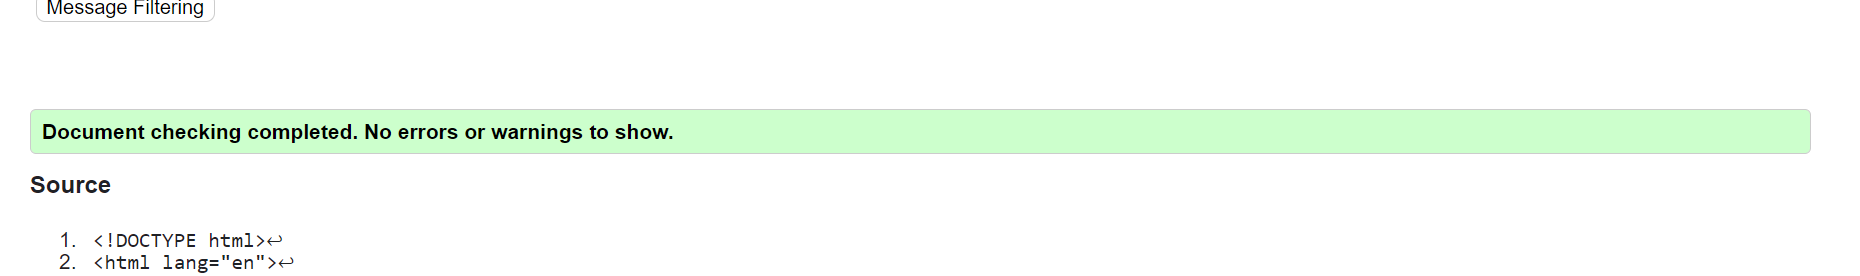 Message Filtering
Document checking completed. No errors or warnings to show.
Source
1. <!DOCTYPE html>↩
2. <html lang="en">↩